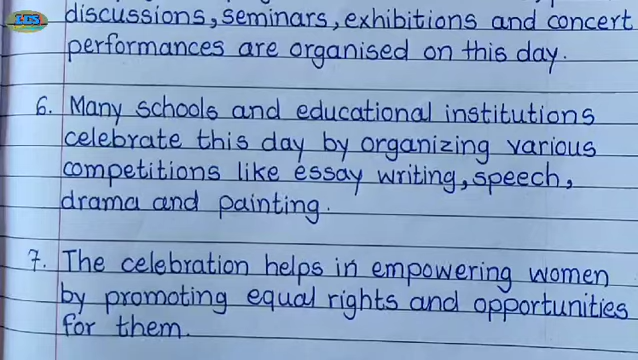 LDS
discussions, seminars, exhibitions and concert
performances are organised on this day.
6. Many schools and educational institutions
celebrate this day by organizing various
competitions like essay writing, speech,
drama and painting.
7. The celebration helps in empowering women
by promoting equal rights and opportunities
for them.